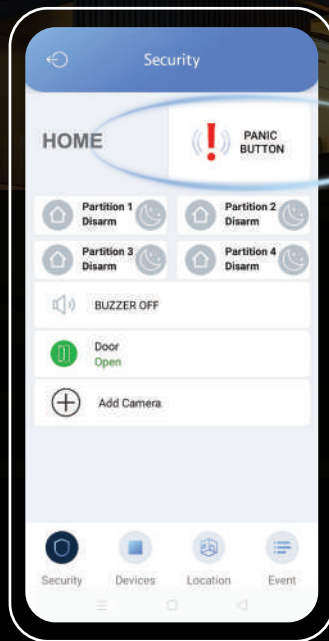 Security
HOME
PANIC
BUTTON
Partition 1
Disarm
Partition 2
Disarm
Partition 3
Disarm
Partition 4
Disarm
BUZZER OFF
Door
Open
Add Camera
Security
Devices
Location
Event